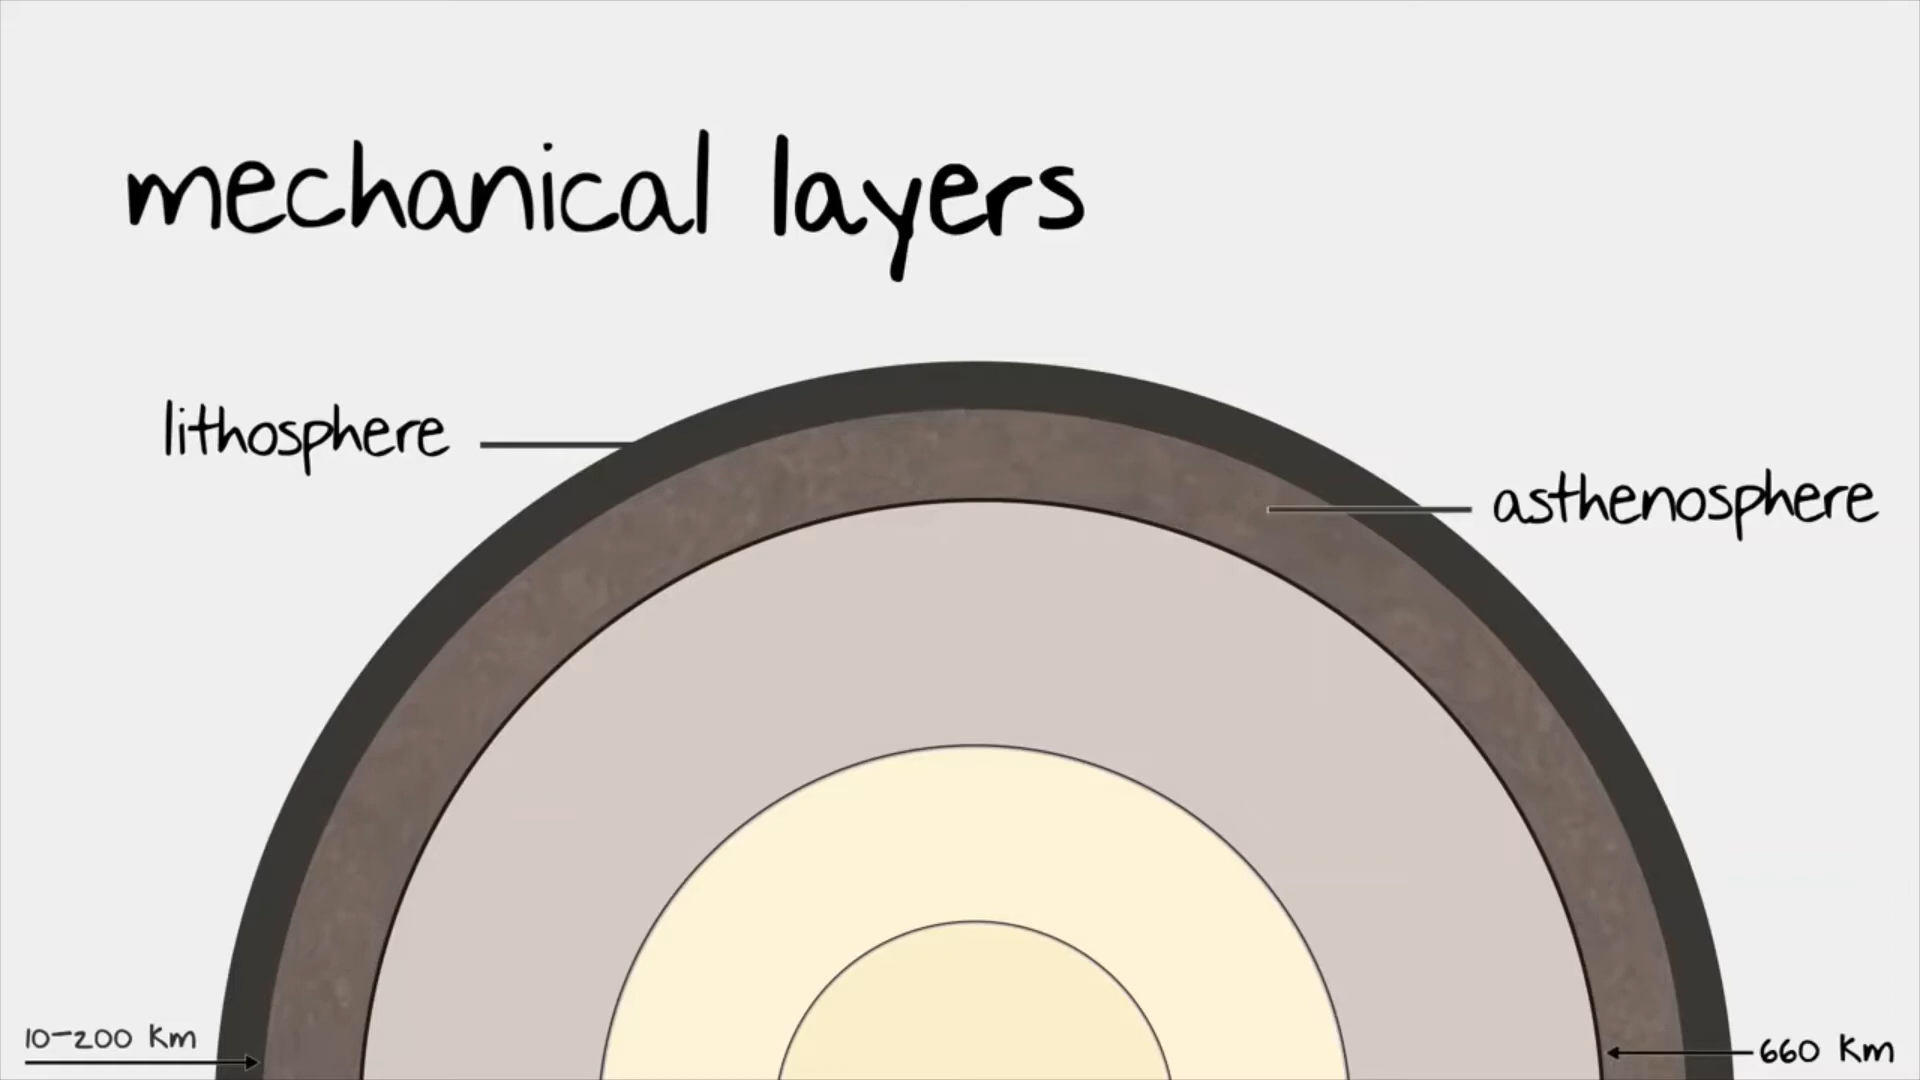 mechanical layers
lithosphere
asthenosphere
10-200 Km
660 Km